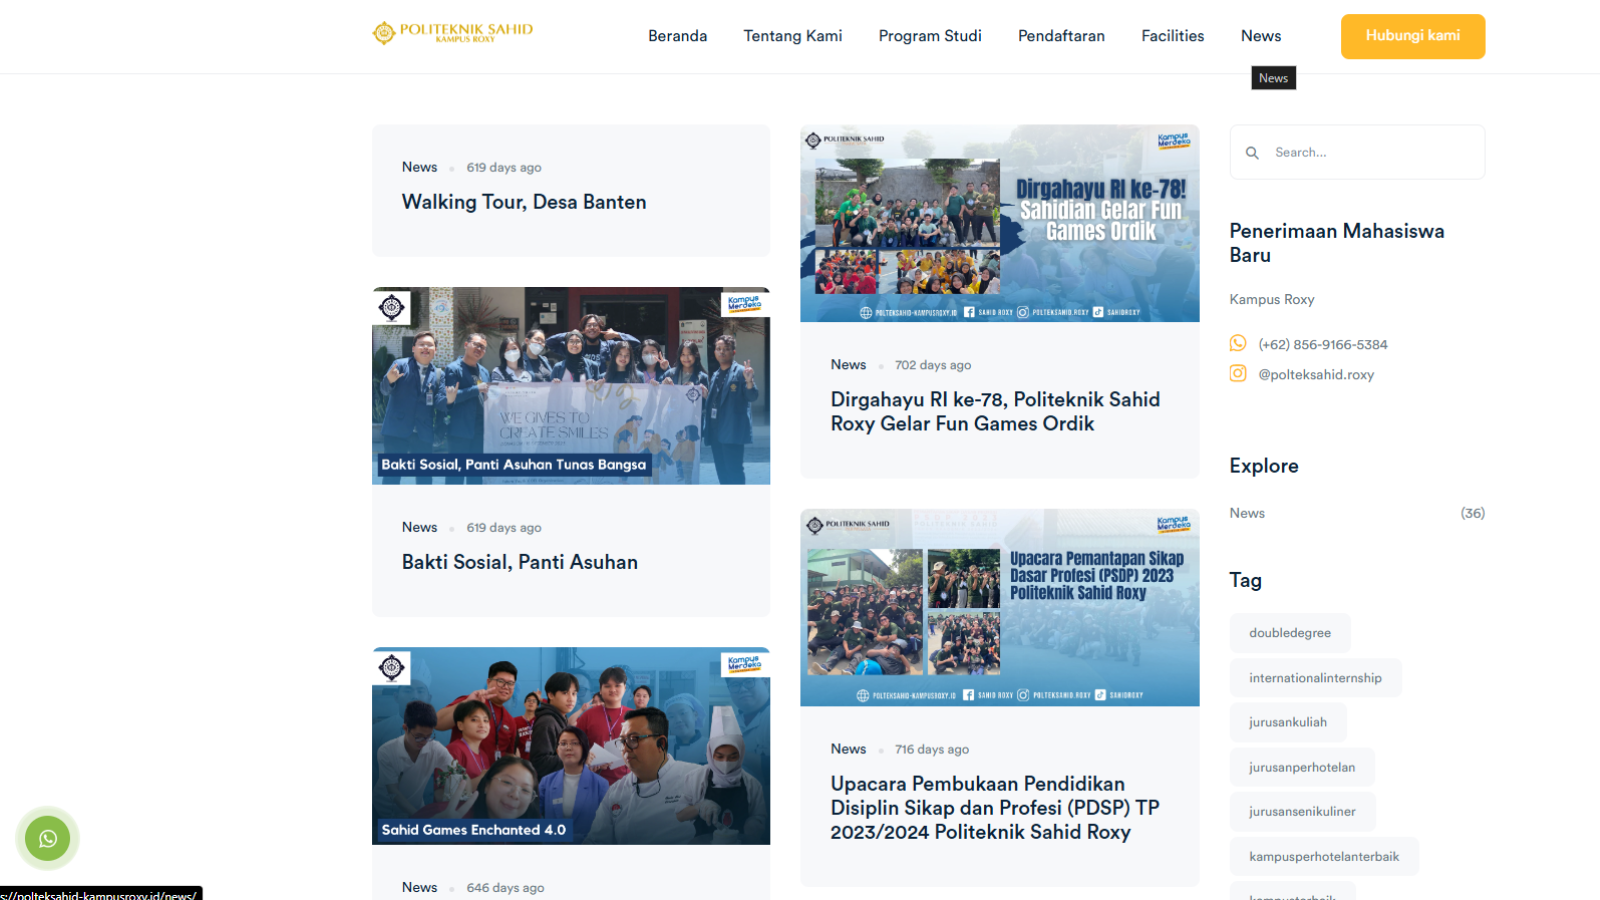 POLITEKNIK SAHID
KAMPUS ROXY
Beranda
Tentang Kami
Program Studi
Pendaftaran
Facilities
News
Hubungi kami
News
News 619 days ago
Walking Tour, Desa Banten
Kampus
Merdeka
WE GIVES TO
CREATE SMILES
Bakti Sosial, Panti Asuhan Tunas Bangsa
News 619 days ago
Bakti Sosial, Panti Asuhan
Kampus
Merdeka
Sahid Games Enchanted 4.0
News 646 days ago
POLITEKNIK SAHID
Kampus
Merdeka
Dirgahayu RI ke-78!
Sahidian Gelar Fun
Games Ordik
POLTEKSAHID-KAMPUSROXY.ID SAHID ROXY POLTEKSAHID.ROXY SAHIDROXY
News 702 days ago
Dirgahayu RI ke-78, Politeknik Sahid
Roxy Gelar Fun Games Ordik
POLITEKNIK SAHID
Kampus
Merdeka
Upacara Pemantapan Sikap
Dasar Profesi (PSDP) 2023
Politeknik Sahid Roxy
POLTEKSAHID-KAMPUSROXY.ID SAHID ROXY POLTEKSAHID.ROXY SAHIDROXY
News 716 days ago
Upacara Pembukaan Pendidikan
Disiplin Sikap dan Profesi (PDSP) TP
2023/2024 Politeknik Sahid Roxy
Search...
Penerimaan Mahasiswa
Baru
Kampus Roxy
(+62) 856-9166-5384
@polteksahid.roxy
Explore
News (36)
Tag
doubledegree
internationalinternship
jurusankuliah
jurusanperhotelan
jurusansenikuliner
kampusperhotelanterbaik
kampusterbaik
s://polteksahid-kampusroxy.id/news/